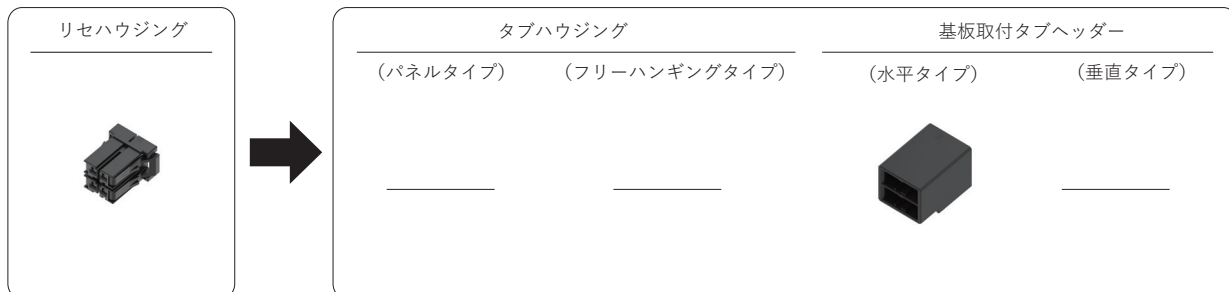 リセハウジング
タブハウジング
基板取付タブヘッダー
（パネルタイプ）
（フリーハンギングタイプ）
（水平タイプ）
（垂直タイプ）